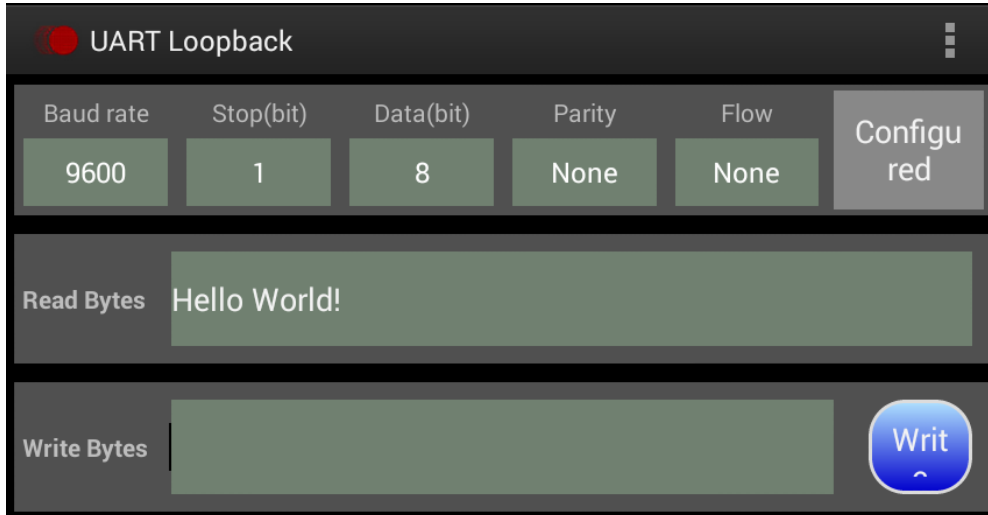 UART Loopback
Baud rate Stop(bit) Data(bit) Parity Flow
Configu
red
9600 1 8 None None
Read Bytes Hello World!
Write Bytes
Writ